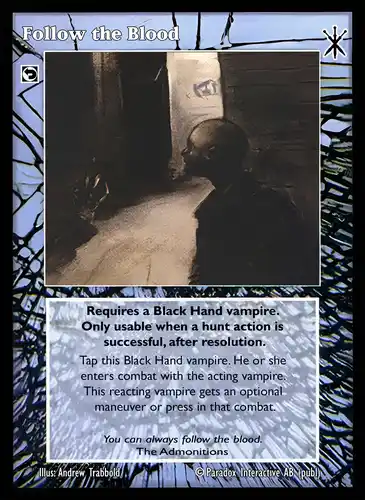 Follow the Blood
Requires a Black Hand vampire.
Only usable when a hunt action is
successful, after resolution.
Tap this Black Hand vampire. He or she
enters combat with the acting vampire.
This reacting vampire gets an optional
maneuver or press in that combat.
You can always follow the blood.
The Admonitions
Illus: Andrew Trabbold
© Paradox Interactive AB (publ)